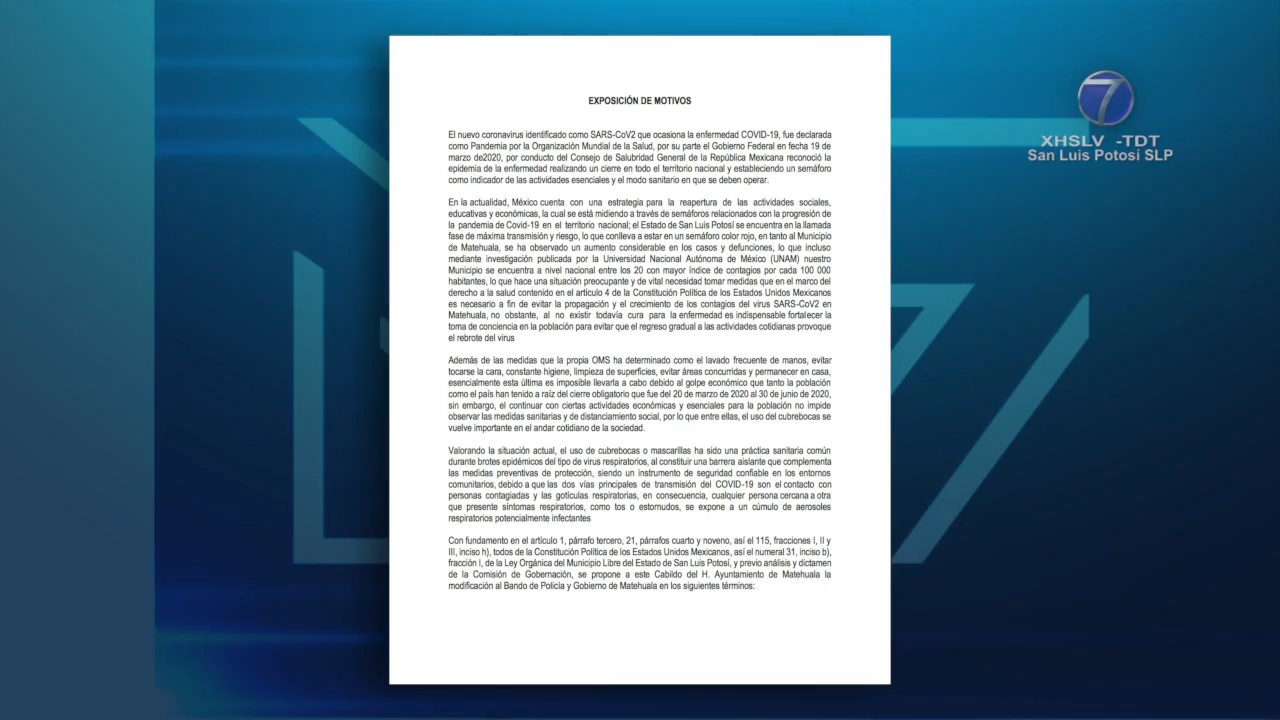 EXPOSICIÓN DE MOTIVOS
El nuevo coronavirus identificado como SARS-CoV2 que ocasiona la enfermedad COVID-19, fue declarada
como Pandemia por la Organización Mundial de la Salud, por su parte el Gobierno Federal en fecha 19 de
marzo de2020, por conducto del Consejo de Salubridad General de la República Mexicana reconoció la
epidemia de la enfermedad realizando un cierre en todo el territorio nacional y estableciendo un semáforo
como indicador de las actividades esenciales y el modo sanitario en que se deben operar.
En la actualidad, México cuenta con una estrategia para la reapertura de las actividades sociales,
educativas y económicas, la cual se está midiendo a través de semáforos relacionados con la progresión de
la pandemia de Covid-19 en el territorio nacional; el Estado de San Luis Potosí se encuentra en la llamada
fase de máxima transmisión y riesgo, lo que conlleva a estar en un semáforo color rojo, en tanto al Municipio
de Matehuala, se ha observado un aumento considerable en los casos y defunciones, lo que incluso
mediante investigación publicada por la Universidad Nacional Autónoma de México (UNAM) nuestro
Municipio se encuentra a nivel nacional entre los 20 con mayor índice de contagios por cada 100 000
habitantes, lo que hace una situación preocupante y de vital necesidad tomar medidas que en el marco del
derecho a la salud contenido en el artículo 4 de la Constitución Política de los Estados Unidos Mexicanos
es necesario a fin de evitar la propagación y el crecimiento de los contagios del virus SARS-CoV2 en
Matehuala, no obstante, al no existir todavía cura para la enfermedad es indispensable fortalecer la
toma de conciencia en la población para evitar que el regreso gradual a las actividades cotidianas provoque
el rebrote del virus
Además de las medidas que la propia OMS ha determinado como el lavado frecuente de manos, evitar
tocarse la cara, constante higiene, limpieza de superficies, evitar áreas concurridas y permanecer en casa,
esencialmente esta última es imposible llevarla a cabo debido al golpe económico que tanto la población
como el país han tenido a raíz del cierre obligatorio que fue del 20 de marzo de 2020 al 30 de junio de 2020,
sin embargo, el continuar con ciertas actividades económicas y esenciales para la población no impide
observar las medidas sanitarias y de distanciamiento social, por lo que entre ellas, el uso del cubrebocas se
vuelve importante en el andar cotidiano de la sociedad.
Valorando la situación actual, el uso de cubrebocas o mascarillas ha sido una práctica sanitaria común
durante brotes epidémicos del tipo de virus respiratorios, al constituir una barrera aislante que complementa
las medidas preventivas de protección, siendo un instrumento de seguridad confiable en los entornos
comunitarios, debido a que las dos vías principales de transmisión del COVID-19 son el contacto con
personas contagiadas y las gotículas respiratorias, en consecuencia, cualquier persona cercana a otra
que presente síntomas respiratorios, como tos o estornudos, se expone a un cúmulo de aerosoles
respiratorios potencialmente infectantes
Con fundamento en el artículo 1, párrafo tercero, 21, párrafos cuarto y noveno, así el 115, fracciones I, II y
III, inciso h), todos de la Constitución Política de los Estados Unidos Mexicanos, así el numeral 31, inciso b),
fracción I, de la Ley Orgánica del Municipio Libre del Estado de San Luis Potosí, y previo análisis y dictamen
de la Comisión de Gobernación, se propone a este Cabildo del H. Ayuntamiento de Matehuala la
modificación al Bando de Policía y Gobierno de Matehuala en los siguientes términos:
7
XHSLV -TDT
San Luis Potosí SLP